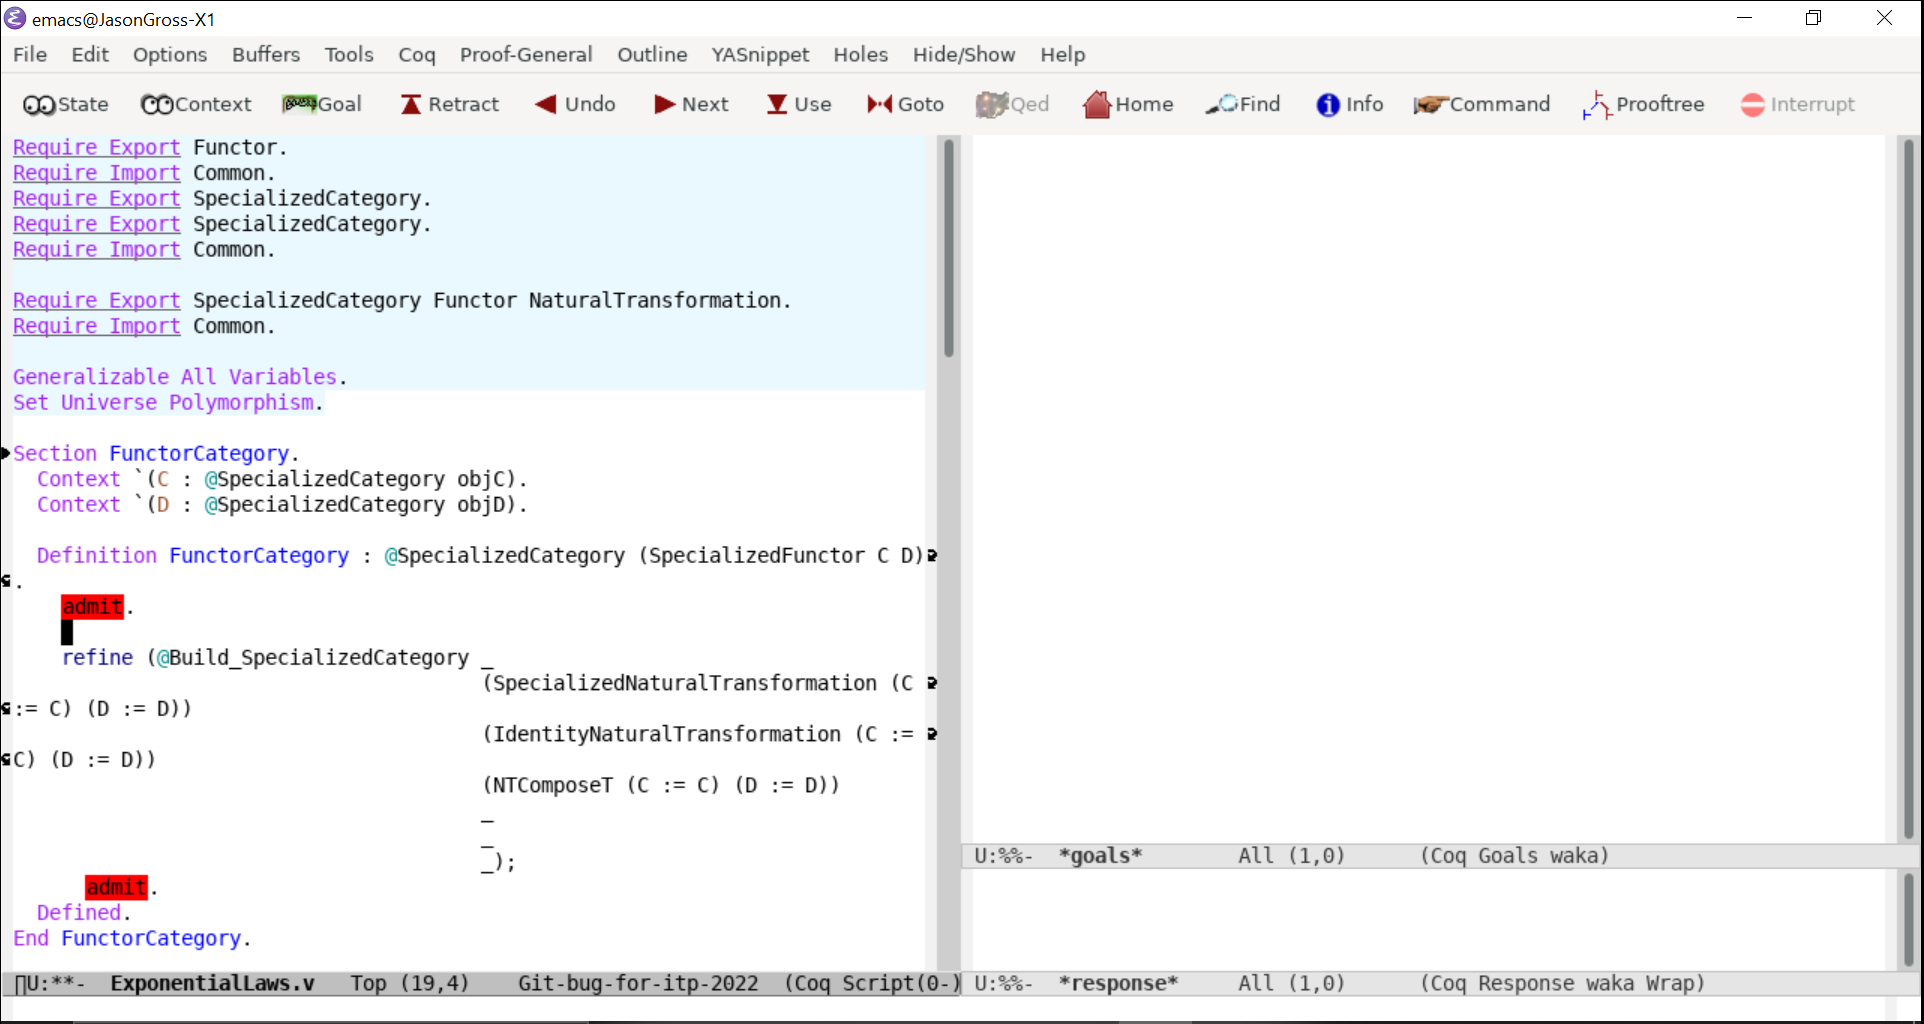 emacs@JasonGross-X1
File Edit Options Buffers Tools Coq Proof-General Outline YASnippet Holes Hide/Show Help
State Context Goal Retract Undo Next Use Goto Qed Home Find Info Command Prooftree Interrupt
Require Export Functor.
Require Import Common.
Require Export SpecializedCategory.
Require Export SpecializedCategory.
Require Import Common.
Require Export SpecializedCategory Functor NaturalTransformation.
Require Import Common.
Generalizable All Variables.
Set Universe Polymorphism.
Section FunctorCategory.
Context `(C : @SpecializedCategory objC).
Context `(D : @SpecializedCategory objD).
Definition FunctorCategory : @SpecializedCategory (SpecializedFunctor C D)
.
admit.
refine (@Build_SpecializedCategory _
(SpecializedNaturalTransformation (C
:= C) (D := D))
(IdentityNaturalTransformation (C :=
C) (D := D))
(NTComposeT (C := C) (D := D))
_
_
_);
admit.
Defined.
End FunctorCategory.
U:**- ExponentialLaws.v Top (19,4) Git-bug-for-itp-2022 (Coq Script(0-)
U:%%- *goals* All (1,0) (Coq Goals waka)
U:%%- *response* All (1,0) (Coq Response waka Wrap)